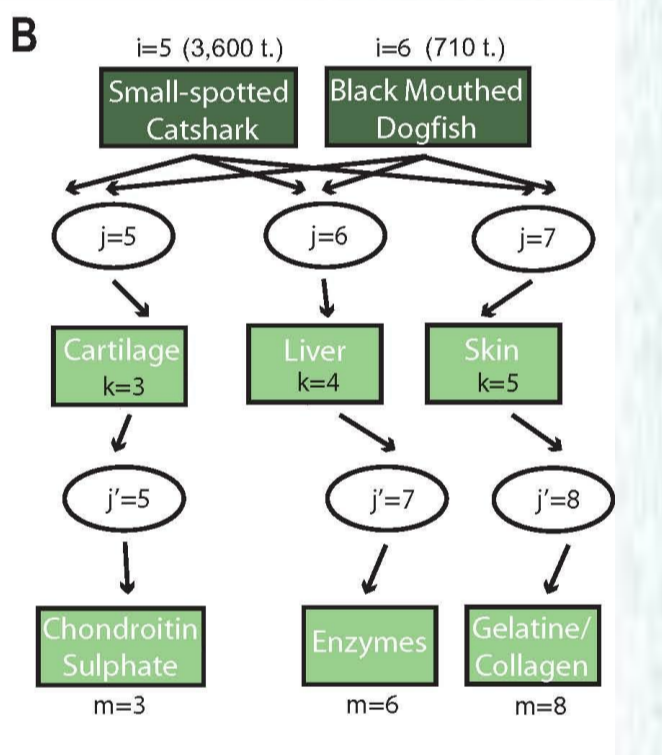 B
i=5 (3,600 t.)
i=6 (710 t.)
Small-spotted
Catshark
Black Mouthed
Dogfish
j=5
j=6
j=7
Cartilage
k=3
Liver
k=4
Skin
k=5
j'=5
j'=7
j'=8
Chondroitin
Sulphate
Enzymes
Gelatine/
Collagen
m=3
m=6
m=8